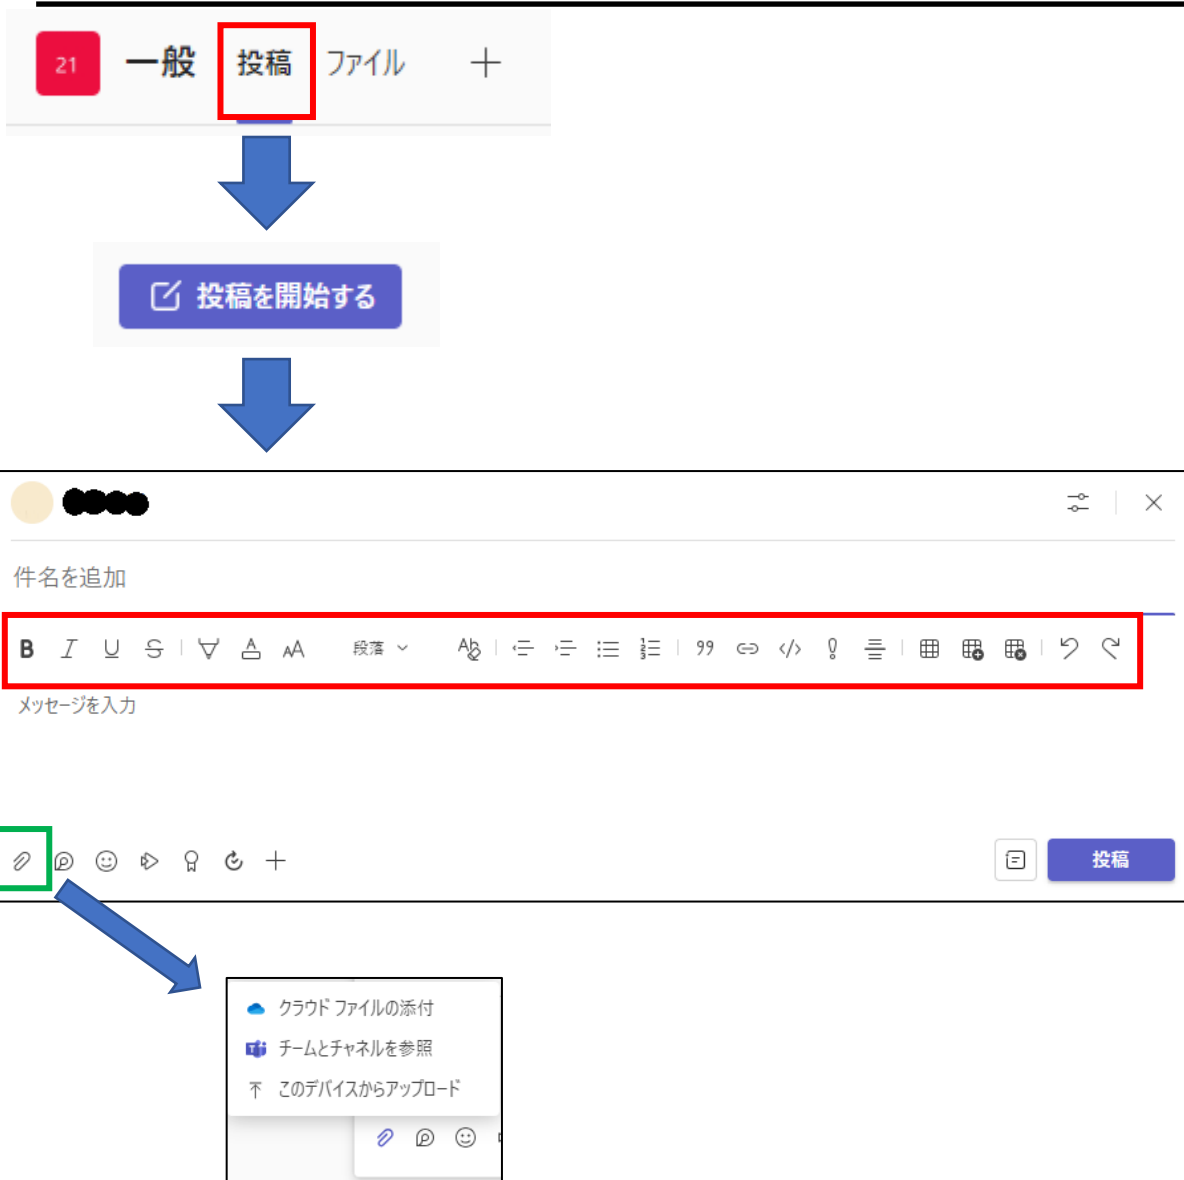 21 一般 投稿 ファイル
投稿を開始する
件名を追加
段落
メッセージを入力
投稿
クラウド ファイルの添付
チームとチャネルを参照
このデバイスからアップロード